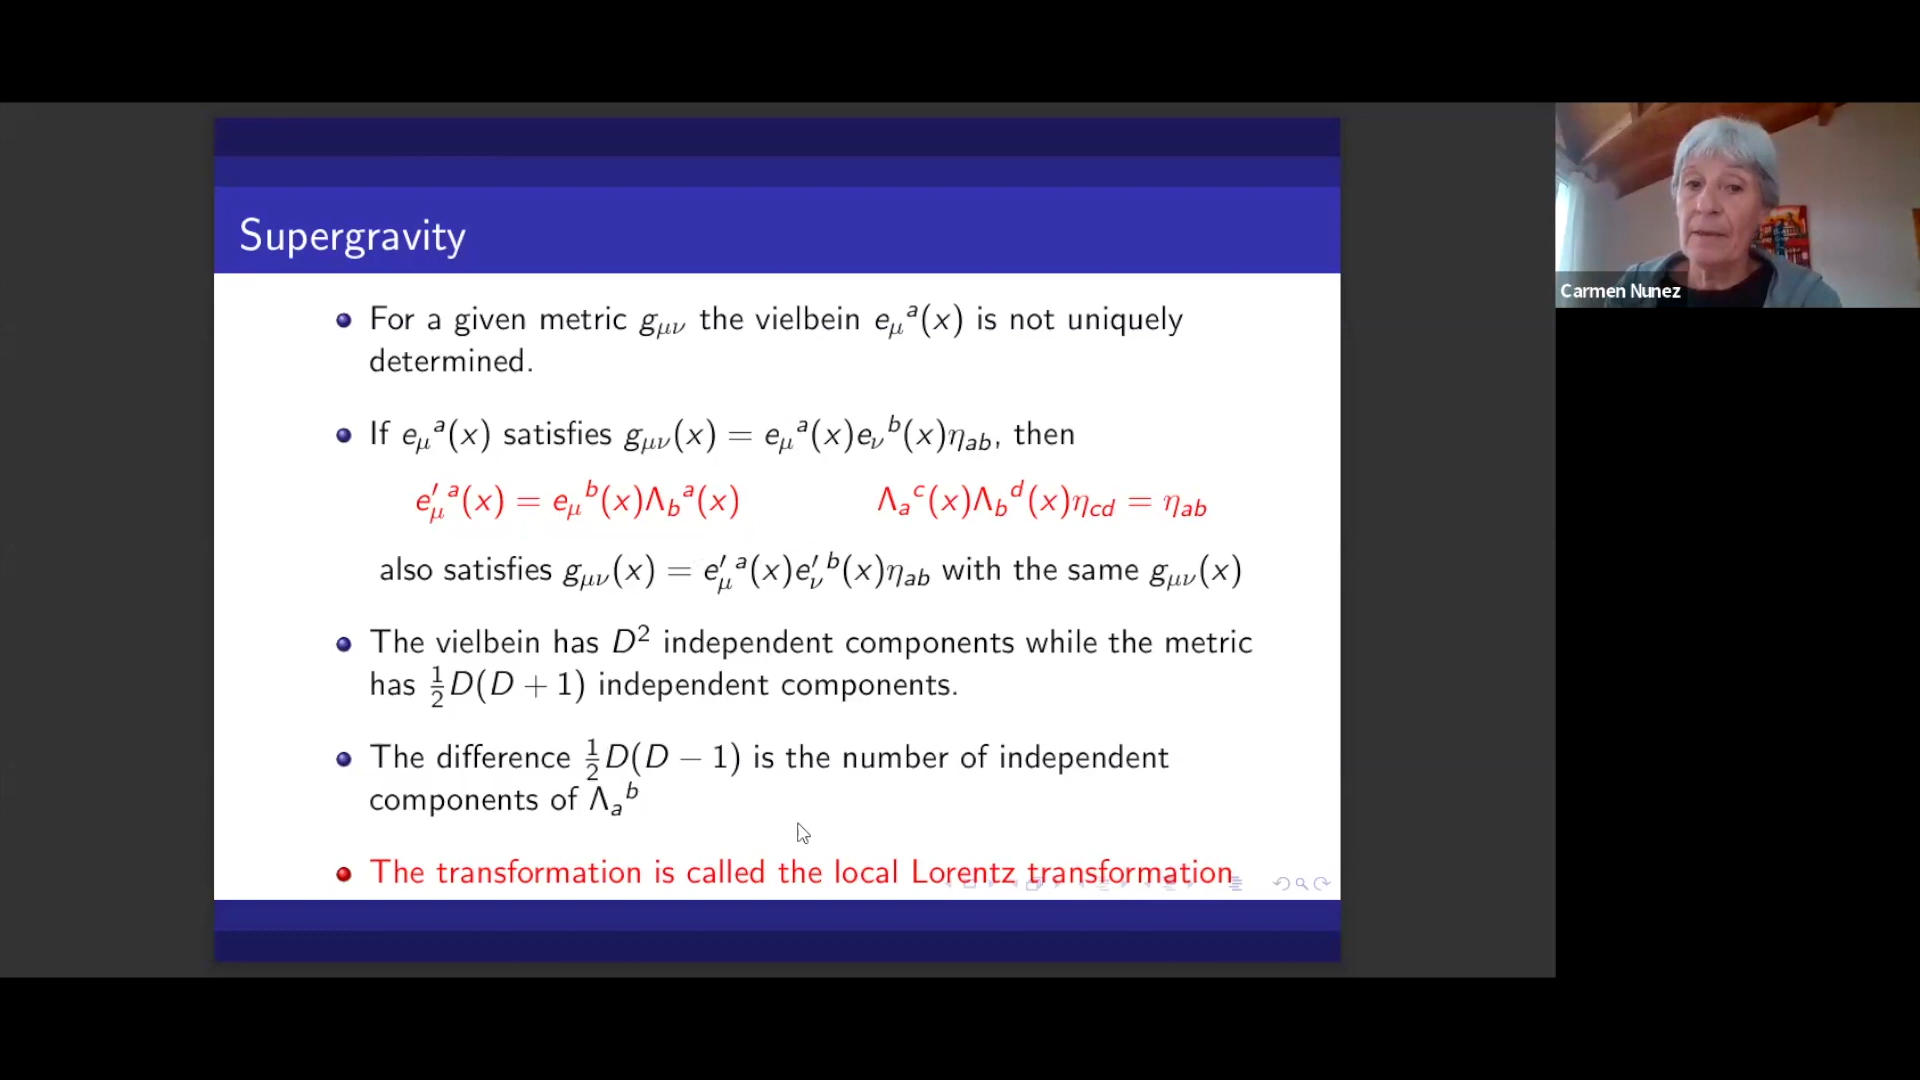 Supergravity
For a given metric g_{μν} the vielbein e_μ^a(x) is not uniquely
determined.
If e_μ^a(x) satisfies g_{μν}(x) = e_μ^a(x)e_ν^b(x)η_{ab}, then
e′_μ^a(x) = e_μ^b(x)Λ_b^a(x) Λ_a^c(x)Λ_b^d(x)η_{cd} = η_{ab}
also satisfies g_{μν}(x) = e′_μ^a(x)e′_ν^b(x)η_{ab} with the same g_{μν}(x)
The vielbein has D² independent components while the metric
has ½D(D + 1) independent components.
The difference ½D(D − 1) is the number of independent
components of Λ_a^b
The transformation is called the local Lorentz transformation
Carmen Nunez